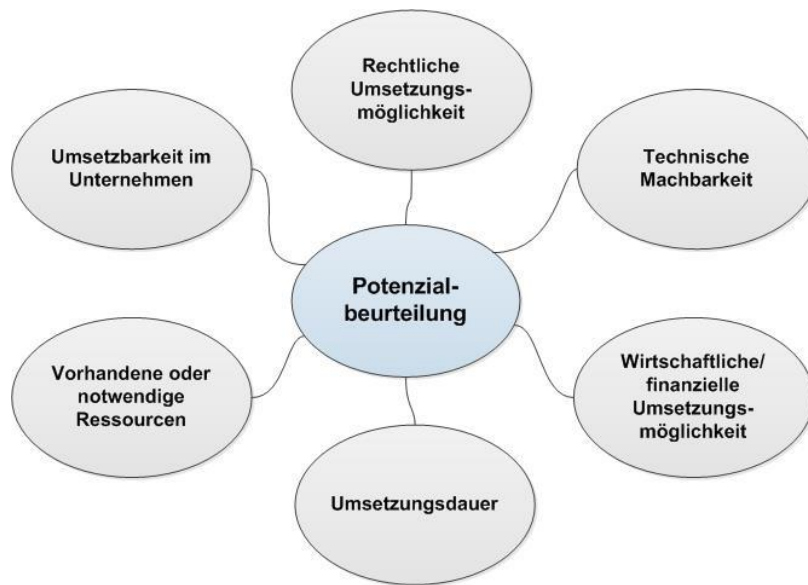 Rechtliche
Umsetzungs-
möglichkeit
Umsetzbarkeit im
Unternehmen
Technische
Machbarkeit
Potenzial-
beurteilung
Vorhandene oder
notwendige
Ressourcen
Wirtschaftliche/
finanzielle
Umsetzungs-
möglichkeit
Umsetzungsdauer